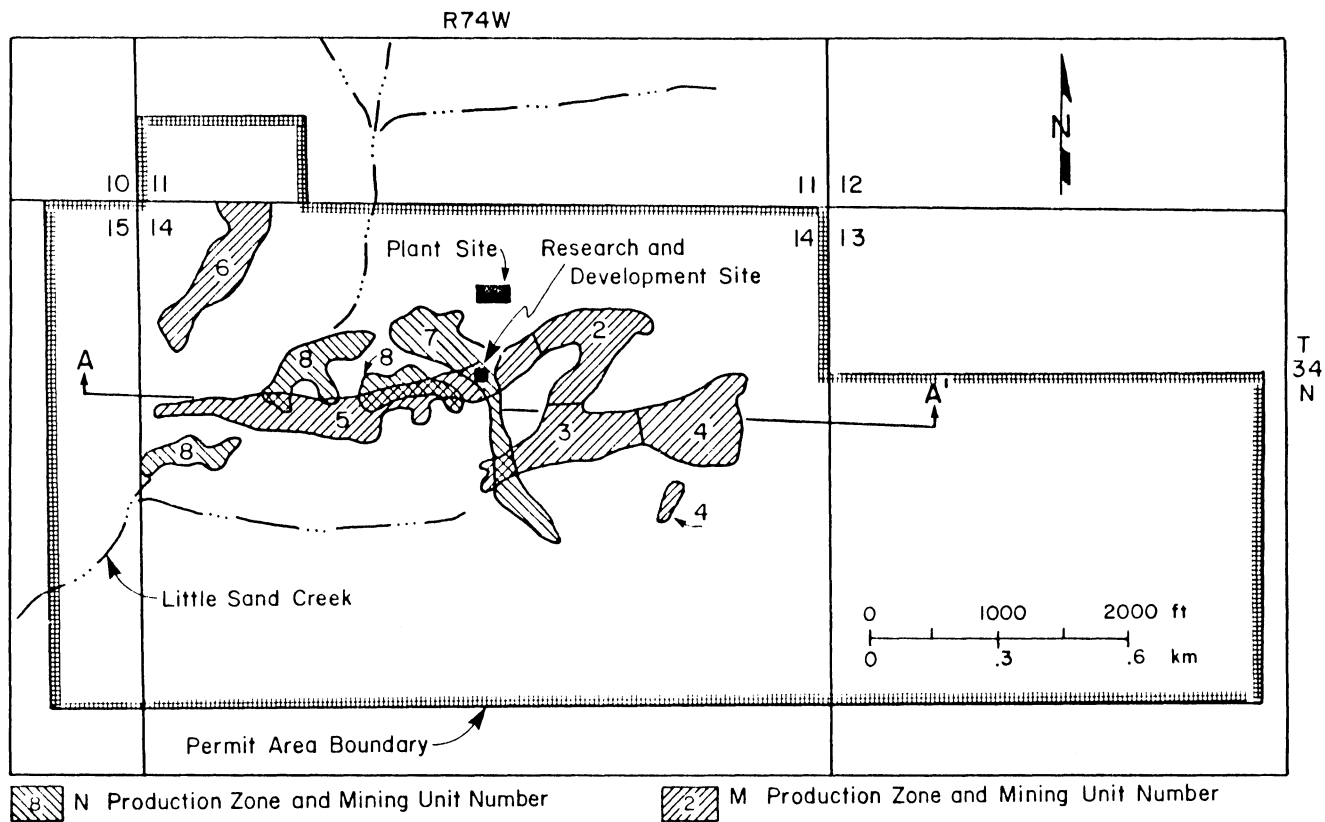 R74W
N
10 11
11 12
15 14
14 13
Plant Site
Research and
Development Site
6
2
7
8
8
T
34
N
A
A'
5
3
4
8
4
Little Sand Creek
0 1000 2000 ft
0 .3 .6 km
Permit Area Boundary
8 N Production Zone and Mining Unit Number
2 M Production Zone and Mining Unit Number